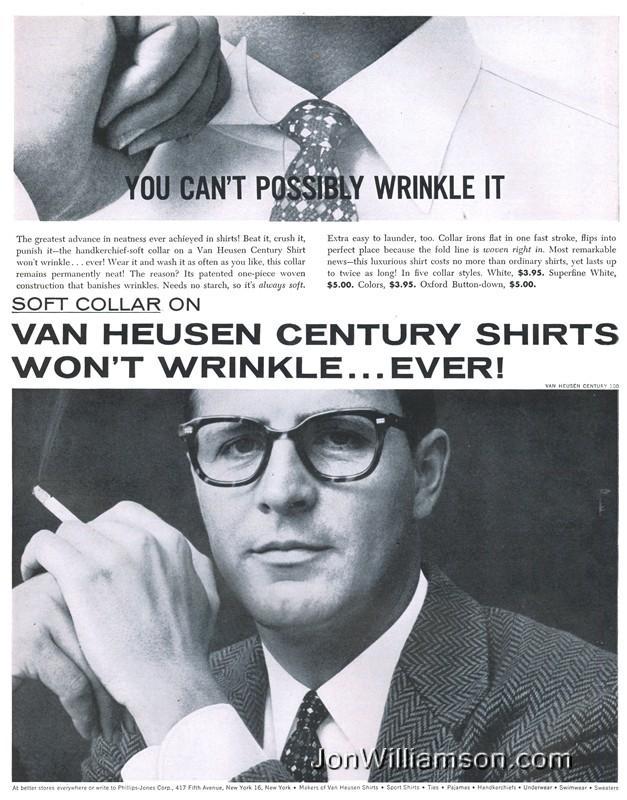 YOU CAN'T POSSIBLY WRINKLE IT
The greatest advance in neatness ever achieved in shirts! Beat it, crush it,
punish it—the handkerchief-soft collar on a Van Heusen Century Shirt
won't wrinkle...ever! Wear it and wash it as often as you like, this collar
remains permanently neat! The reason? Its patented one-piece woven
construction that banishes wrinkles. Needs no starch, so it's always soft.
Extra easy to launder, too. Collar irons flat in one fast stroke, flips into
perfect place because the fold line is woven right in. Most remarkable
news—this luxurious shirt costs no more than ordinary shirts, yet lasts up
to twice as long! In five collar styles. White, $3.95. Superfine White,
$5.00. Colors, $3.95. Oxford Button-down, $5.00.
SOFT COLLAR ON
VAN HEUSEN CENTURY SHIRTS
WON'T WRINKLE...EVER!
VAN HEUSEN CENTURY 100
JonWilliamson.com
At better stores everywhere or write to Phillips-Jones Corp., 417 Fifth Avenue, New York 16, New York • Makers of Van Heusen Shirts • Sport Shirts • Ties • Pajamas • Handkerchiefs • Underwear • Swimwear • Sweaters